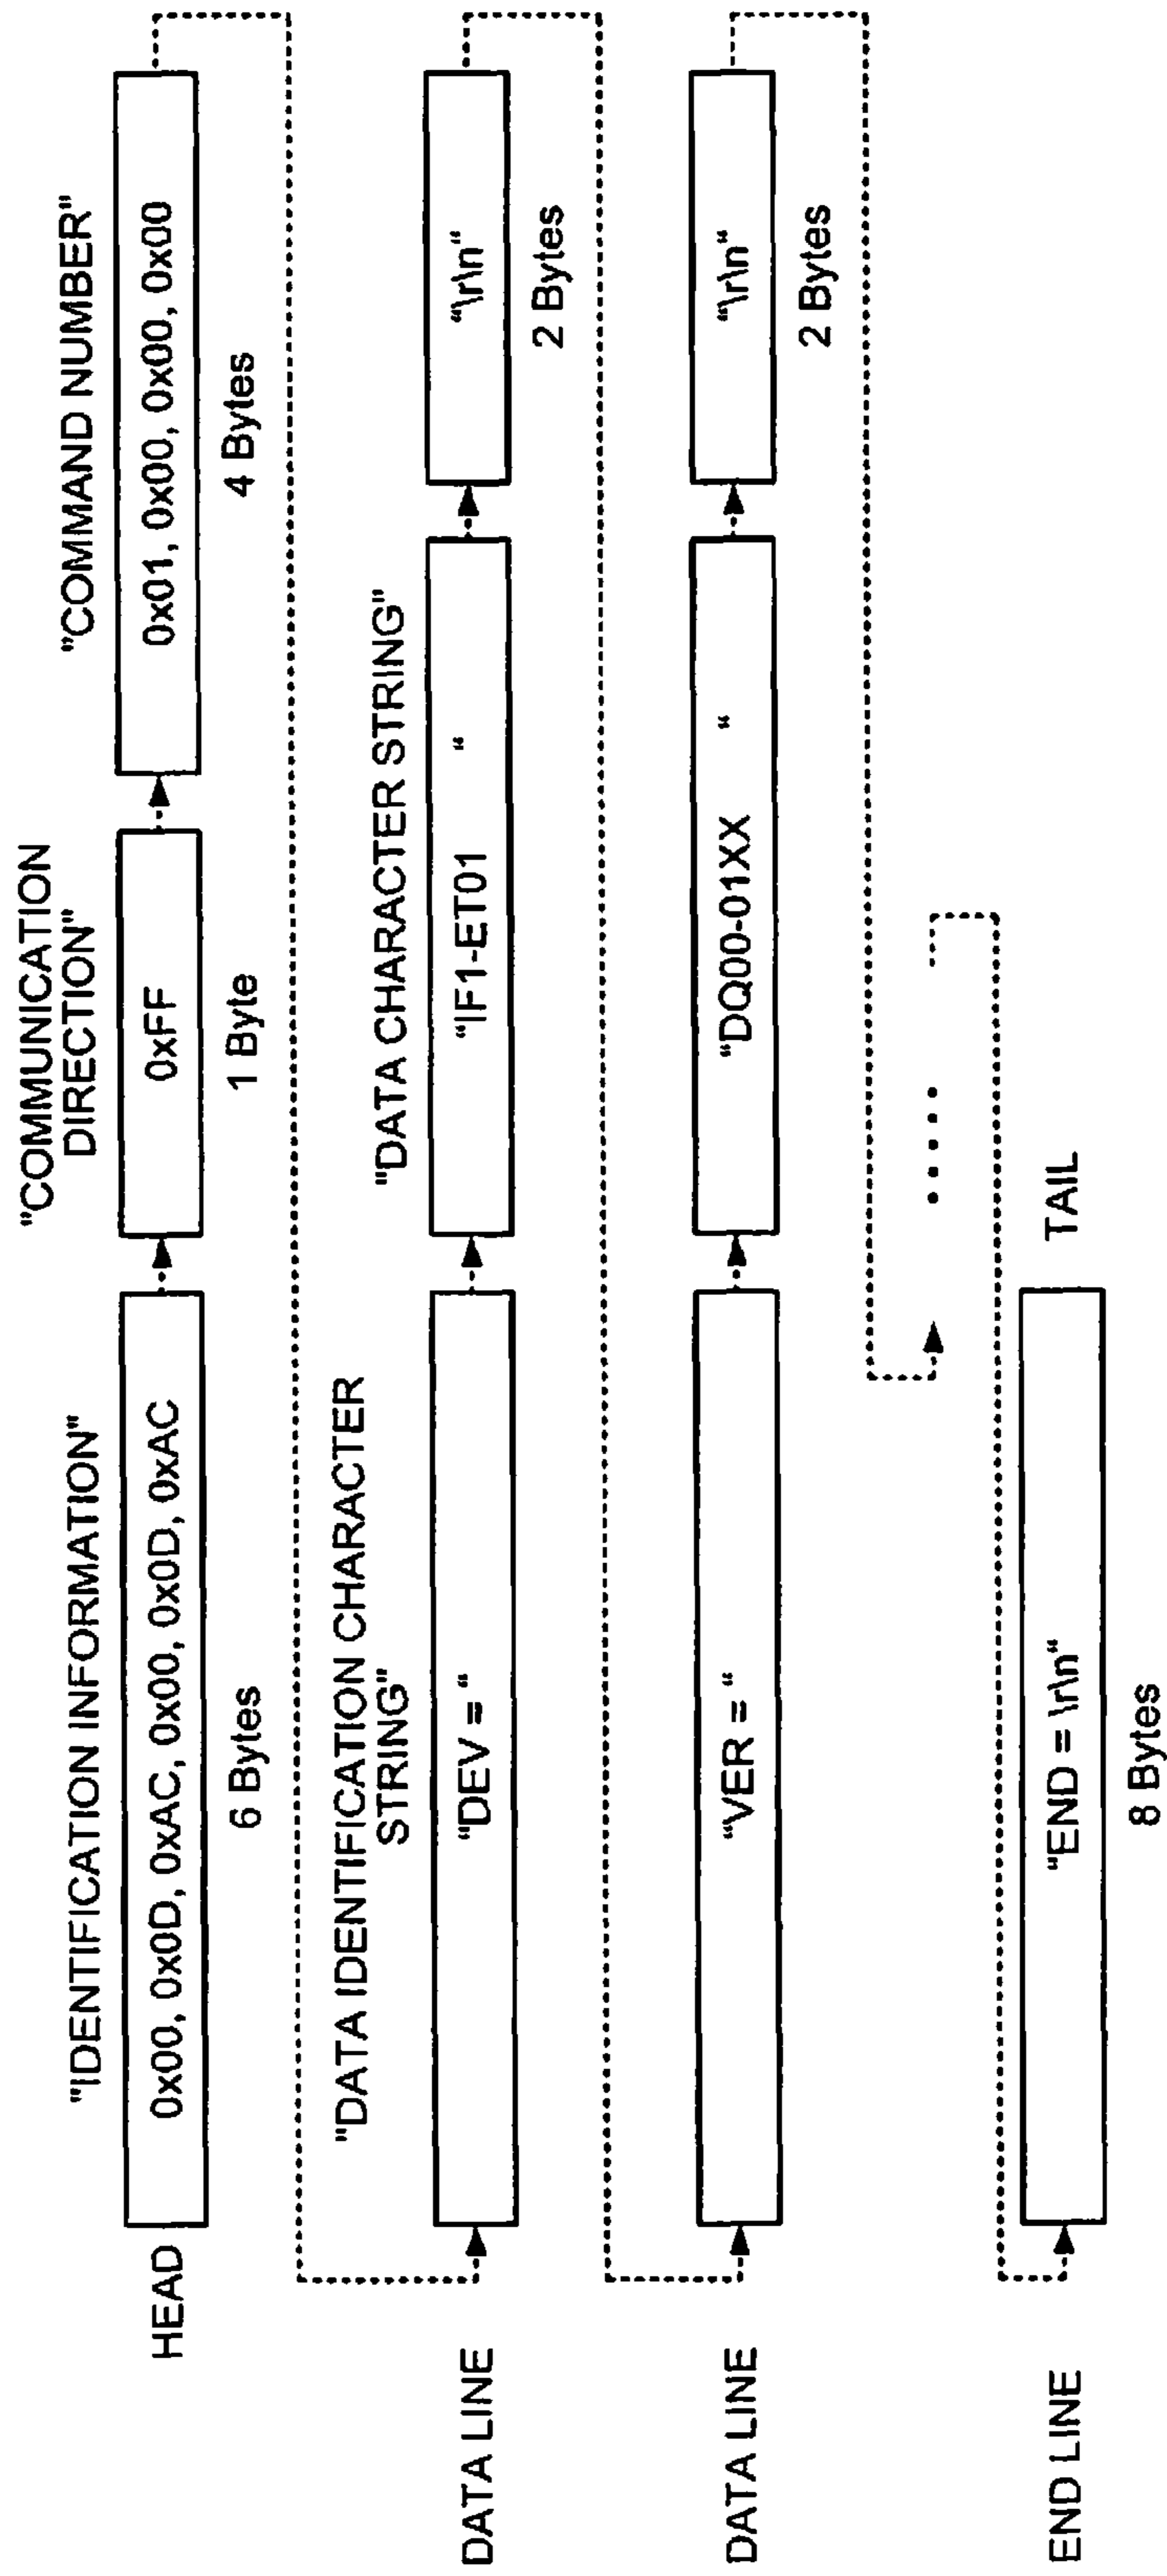 "IDENTIFICATION INFORMATION"
"COMMUNICATION
DIRECTION"
"COMMAND NUMBER"
HEAD
0x00, 0x0D, 0xAC, 0x00, 0x0D, 0xAC
0xFF
0x01, 0x00, 0x00, 0x00
6 Bytes
1 Byte
4 Bytes
"DATA IDENTIFICATION CHARACTER
STRING"
"DATA CHARACTER STRING"
DATA LINE
“DEV = “
“IF1-ET01 “
“\r\n“
2 Bytes
DATA LINE
“VER = “
“DQ00-01XX “
“\r\n“
2 Bytes
.....
END LINE
“END = \r\n“
TAIL
8 Bytes